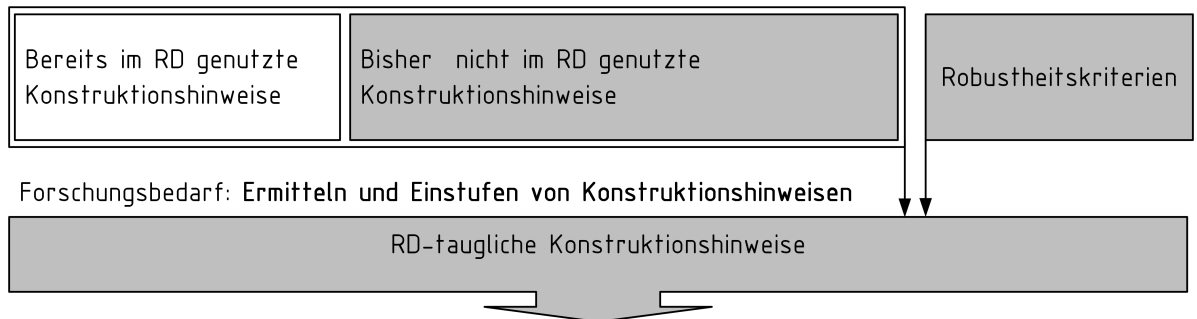 Bereits im RD genutzte
Konstruktionshinweise
Bisher nicht im RD genutzte
Konstruktionshinweise
Robustheitskriterien
Forschungsbedarf: Ermitteln und Einstufen von Konstruktionshinweisen
RD-taugliche Konstruktionshinweise